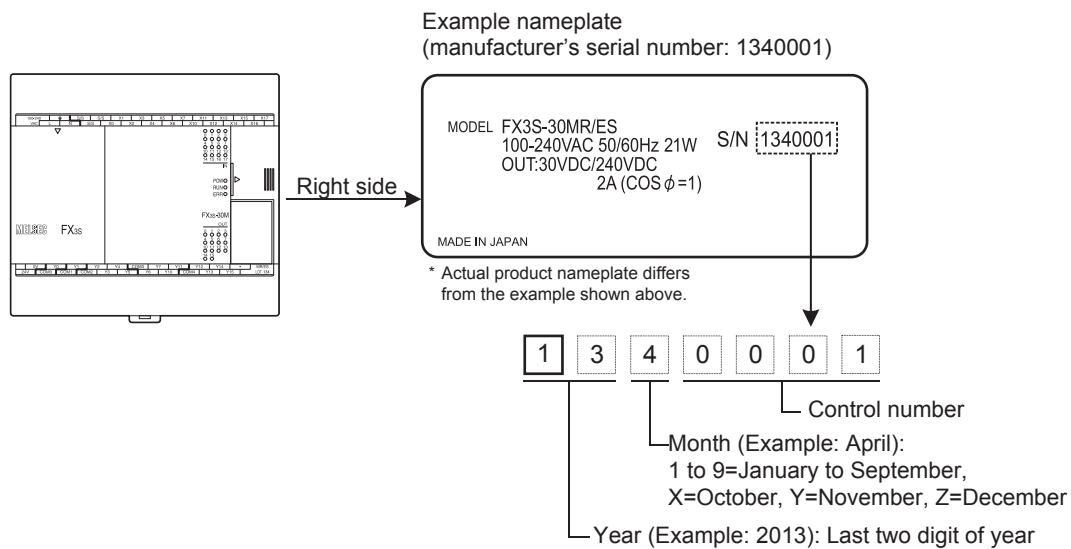 Example nameplate
(manufacturer's serial number: 1340001)
MODEL FX3S-30MR/ES
100-240VAC 50/60Hz 21W
OUT:30VDC/240VDC
2A (COS ϕ =1)
S/N 1340001
MADE IN JAPAN
Right side
MELSEC FX3S
IN
POW
RUN
ERR
FX3S-30M
OUT
* Actual product nameplate differs
from the example shown above.
1 3 4 0 0 0 1
Control number
Month (Example: April):
1 to 9=January to September,
X=October, Y=November, Z=December
Year (Example: 2013): Last two digit of year